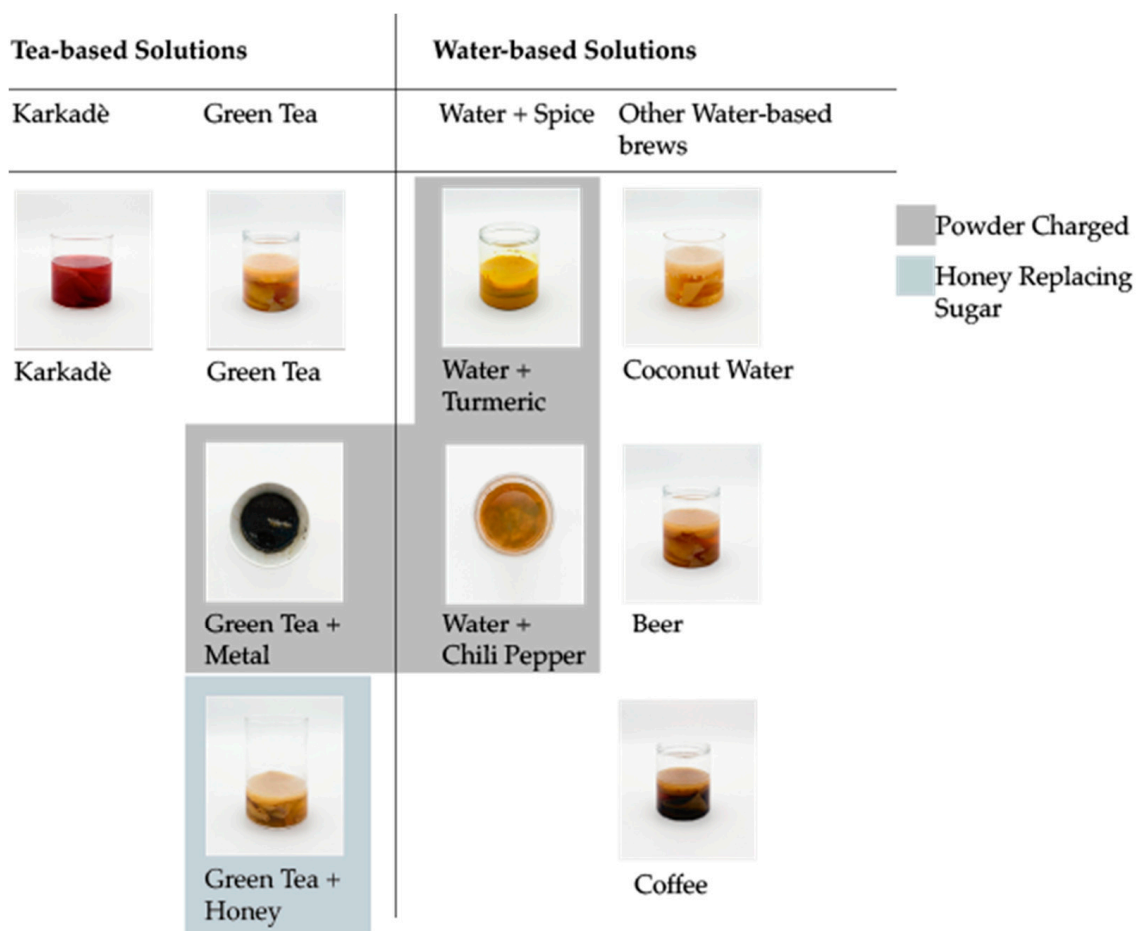 Tea-based Solutions
Water-based Solutions
Karkadè
Green Tea
Water + Spice
Other Water-based
brews
Powder Charged
Honey Replacing
Sugar
Karkadè
Green Tea
Water +
Turmeric
Coconut Water
Green Tea +
Metal
Water +
Chili Pepper
Beer
Green Tea +
Honey
Coffee